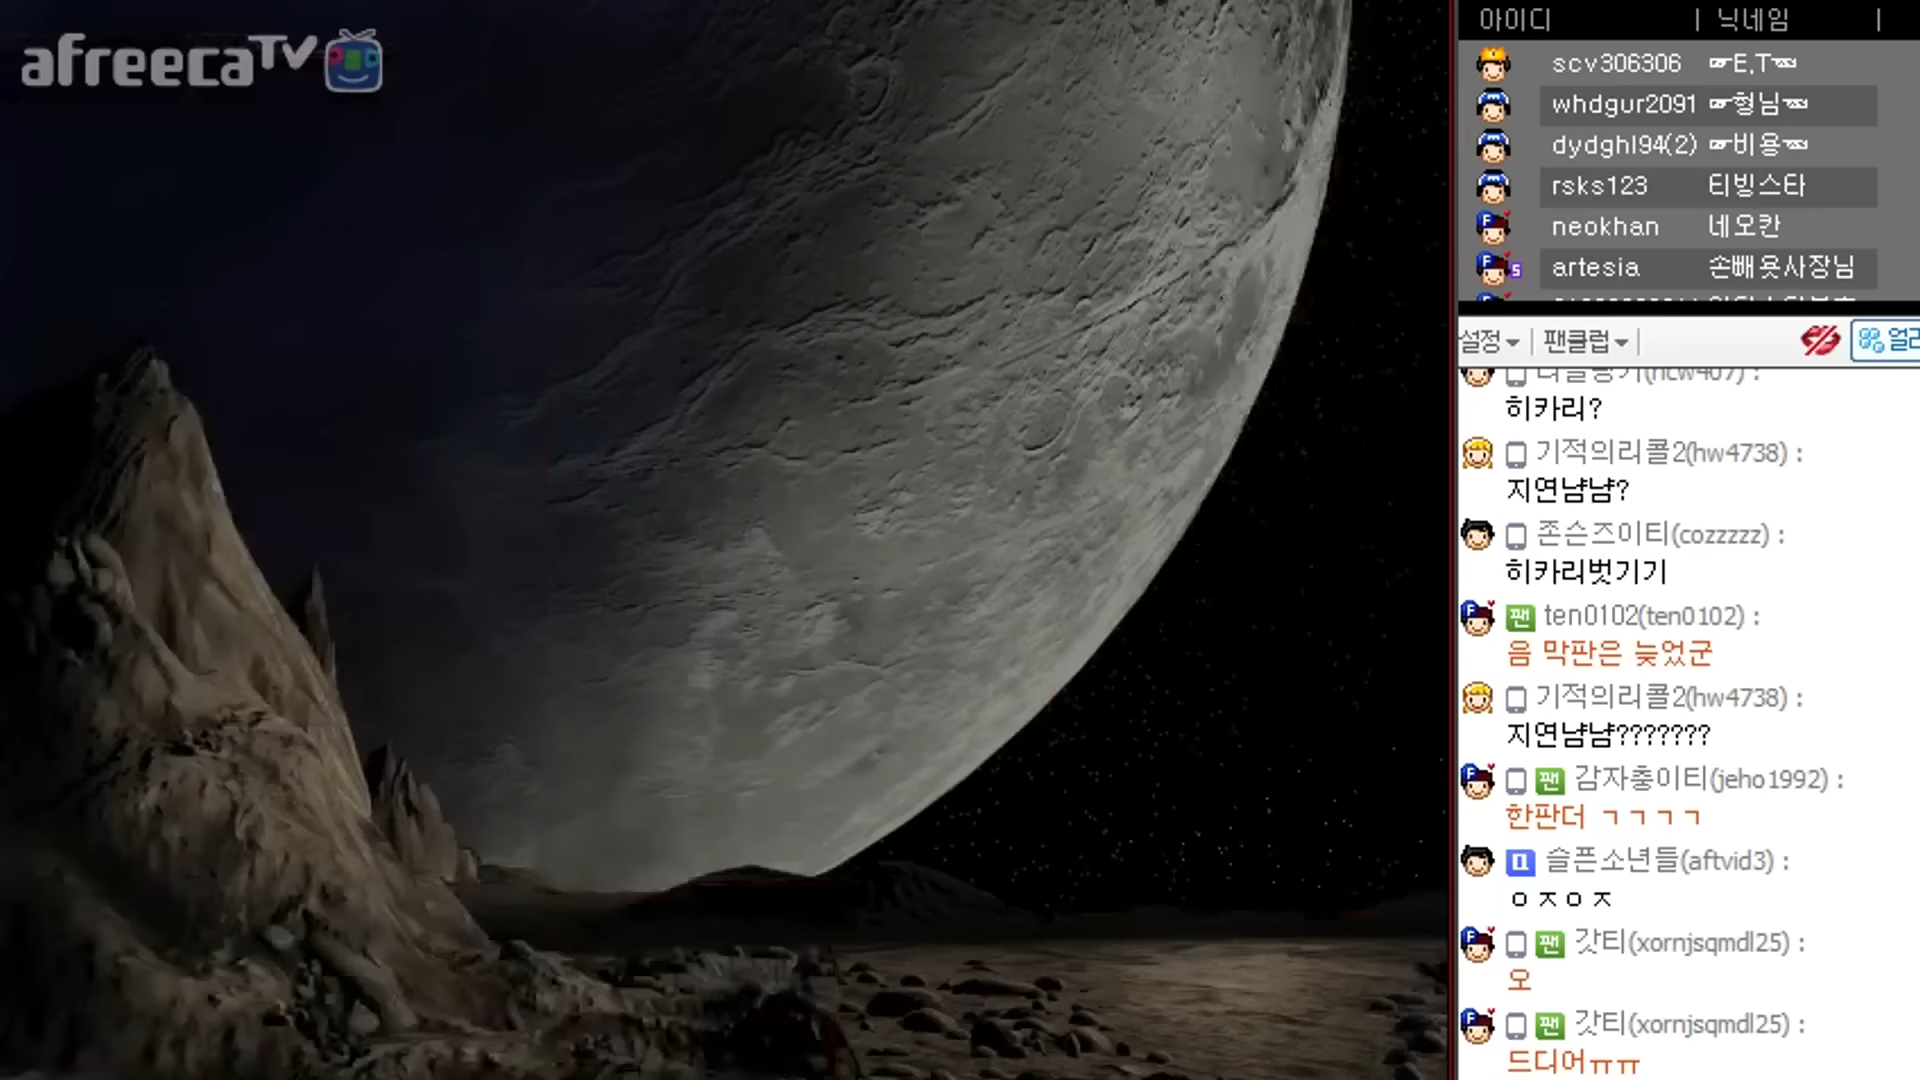 afreecaTV
아이디 | 닉네임 |
scv306306 ☞E.T☜
whdgur2091 ☞형님☜
dydghl94(2) ☞비용☜
rsks123 티빙스타
neokhan 네오칸
5 artesia 손빼욧사장님
설정 팬클럽
히카리?
기적의리콜2(hw4738) :
지연냠냠?
존슨즈이티(cozzzzz) :
히카리벗기기
팬 ten0102(ten0102) :
음 막판은 늦었군
기적의리콜2(hw4738) :
지연냠냠???????
팬 감자충이티(jeho1992) :
한판더 ㄱㄱㄱㄱ
슬픈소년들(aftvid3) :
ㅇㅈㅇㅈ
팬 갓티(xornjsqmdl25) :
오
팬 갓티(xornjsqmdl25) :
드디어ㅠㅠ